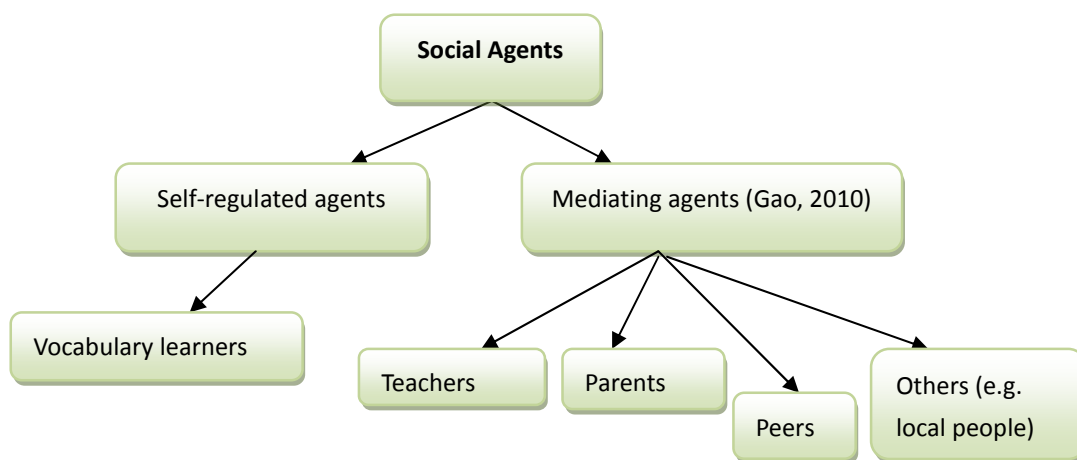 Social Agents
Self-regulated agents
Mediating agents (Gao, 2010)
Vocabulary learners
Teachers
Parents
Peers
Others (e.g.
local people)